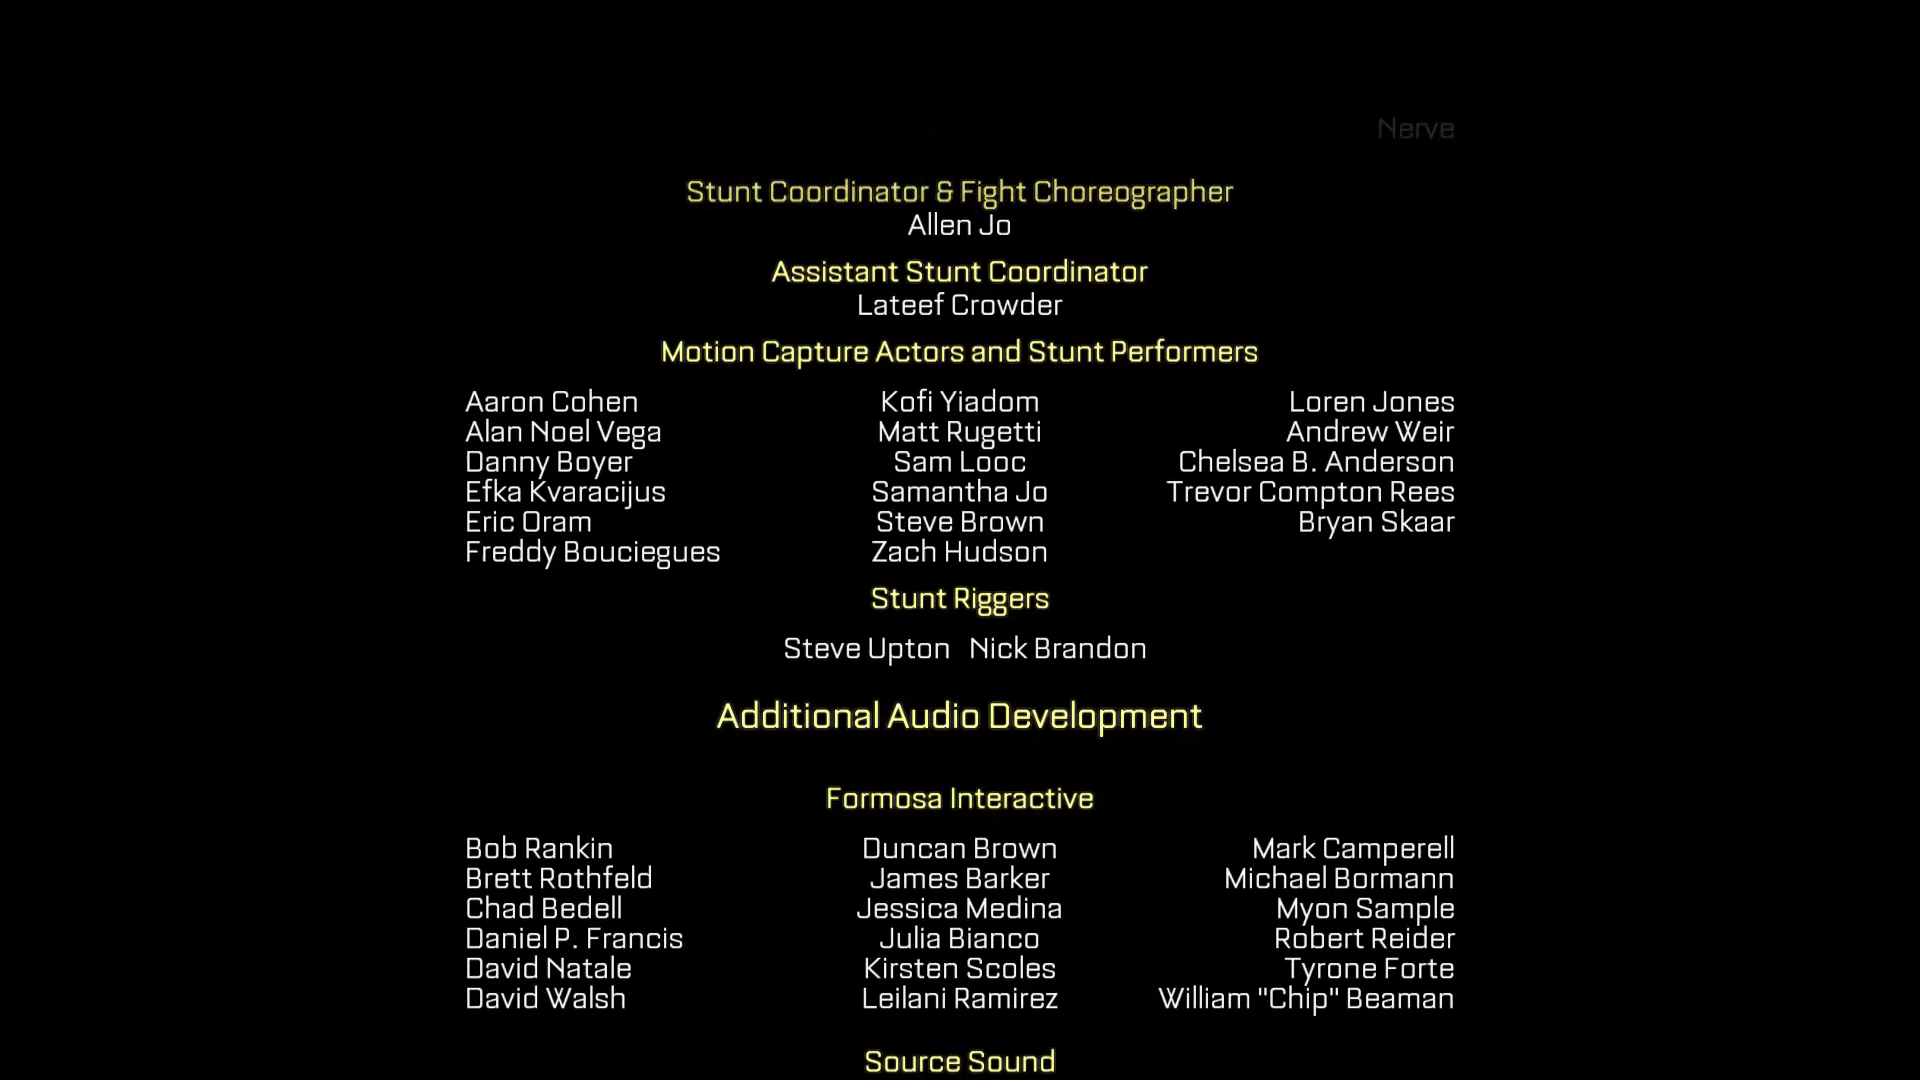 Nerve
Stunt Coordinator & Fight Choreographer
Allen Jo
Assistant Stunt Coordinator
Lateef Crowder
Motion Capture Actors and Stunt Performers
Aaron Cohen Kofi Yiadom Loren Jones
Alan Noel Vega Matt Rugetti Andrew Weir
Danny Boyer Sam Looc Chelsea B. Anderson
Efka Kvaracijus Samantha Jo Trevor Compton Rees
Eric Oram Steve Brown Bryan Skaar
Freddy Bouciegues Zach Hudson
Stunt Riggers
Steve Upton Nick Brandon
Additional Audio Development
Formosa Interactive
Bob Rankin Duncan Brown Mark Camperell
Brett Rothfeld James Barker Michael Bormann
Chad Bedell Jessica Medina Myon Sample
Daniel P. Francis Julia Bianco Robert Reider
David Natale Kirsten Scoles Tyrone Forte
David Walsh Leilani Ramirez William "Chip" Beaman
Source Sound